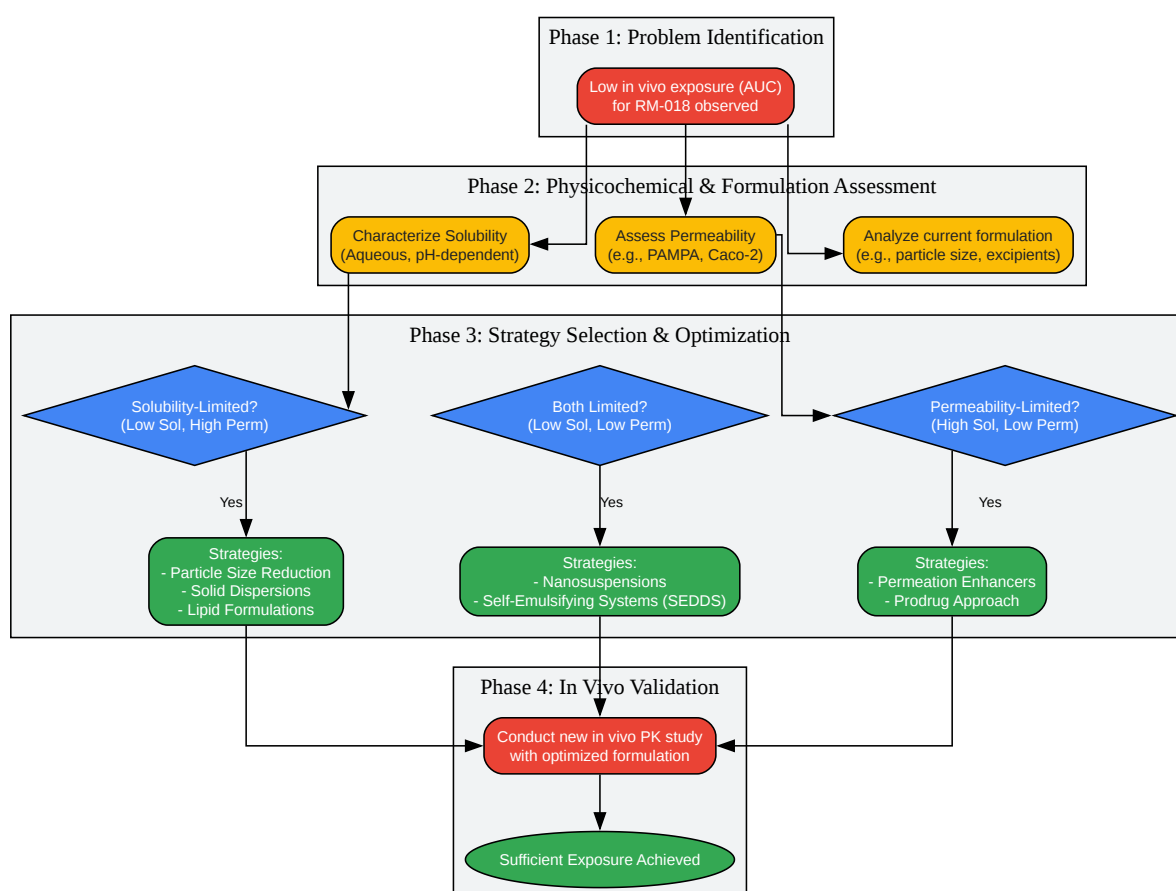 Phase 1: Problem Identification
Low in vivo exposure (AUC)
for RM-018 observed
Phase 2: Physicochemical & Formulation Assessment
Characterize Solubility
(Aqueous, pH-dependent)
Assess Permeability
(e.g., PAMPA, Caco-2)
Analyze current formulation
(e.g., particle size, excipients)
Phase 3: Strategy Selection & Optimization
Solubility-Limited?
(Low Sol, High Perm)
Both Limited?
(Low Sol, Low Perm)
Permeability-Limited?
(High Sol, Low Perm)
Yes
Yes
Yes
Strategies:
- Particle Size Reduction
- Solid Dispersions
- Lipid Formulations
Strategies:
- Nanosuspensions
- Self-Emulsifying Systems (SEDDS)
Strategies:
- Permeation Enhancers
- Prodrug Approach
Phase 4: In Vivo Validation
Conduct new in vivo PK study
with optimized formulation
Sufficient Exposure Achieved